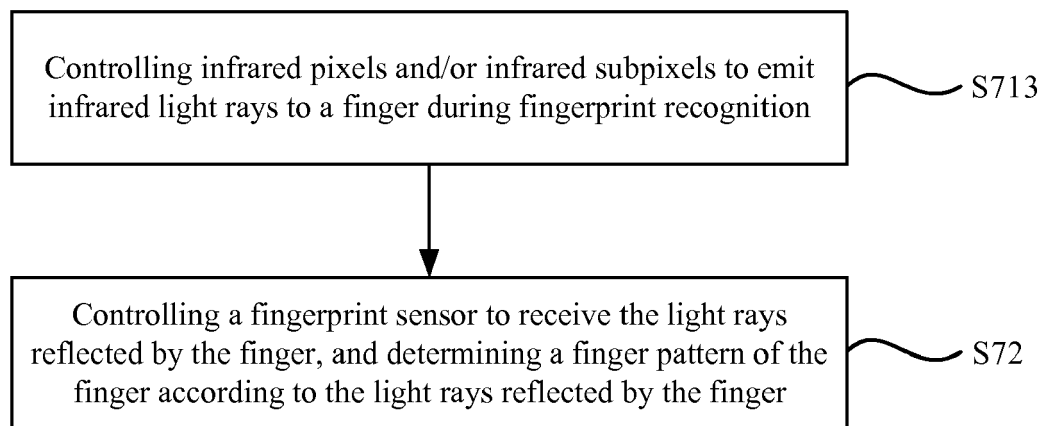 Controlling infrared pixels and/or infrared subpixels to emit
infrared light rays to a finger during fingerprint recognition
S713
Controlling a fingerprint sensor to receive the light rays
reflected by the finger, and determining a finger pattern of the
finger according to the light rays reflected by the finger
S72